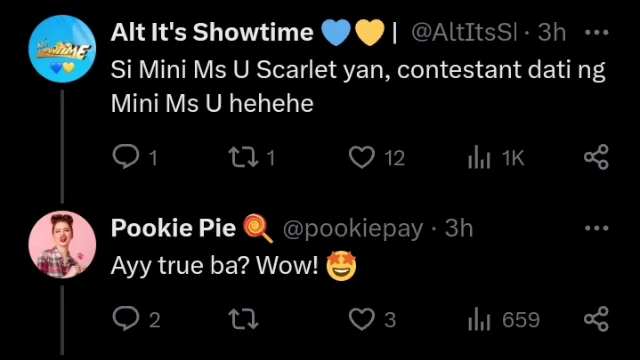 Alt It's Showtime 💙💛 | @AltItsSl · 3h
Si Mini Ms U Scarlet yan, contestant dati ng
Mini Ms U hehehe
1 1 12 1K
Pookie Pie 🍭 @pookiepay · 3h
Ayy true ba? Wow! 🤩
2 3 659